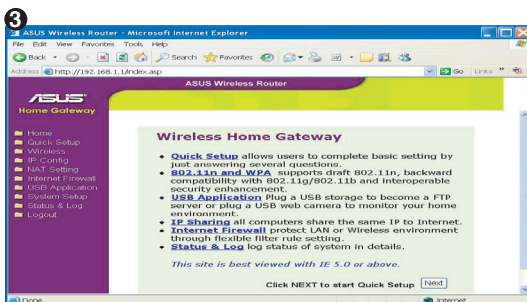 3
ASUS Wireless Router - Microsoft Internet Explorer
File Edit View Favorites Tools Help
Back Search Favorites
Address http://192.168.1.1/index.asp Go Links
ASUS Wireless Router
ASUS
Home Gateway
Home
Quick Setup
Wireless
IP Config
NAT Setting
Internet Firewall
USB Application
System Setup
Status & Log
Logout
Wireless Home Gateway
Quick Setup allows users to complete basic setting by
just answering several questions.
802.11n and WPA supports draft 802.11n, backward
compatibility with 802.11g/802.11b and interoperable
security enhancement.
USB Application Plug a USB storage to become a FTP
server or plug a USB web camera to monitor your home
environment.
IP Sharing all computers share the same IP to Internet.
Internet Firewall protect LAN or Wireless environment
through flexible filter rule setting.
Status & Log log status of system in details.
This site is best viewed with IE 5.0 or above.
Click NEXT to start Quick Setup Next
Done Internet